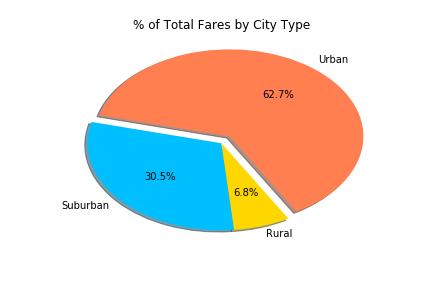 % of Total Fares by City Type
Urban
62.7%
30.5%
6.8%
Suburban
Rural